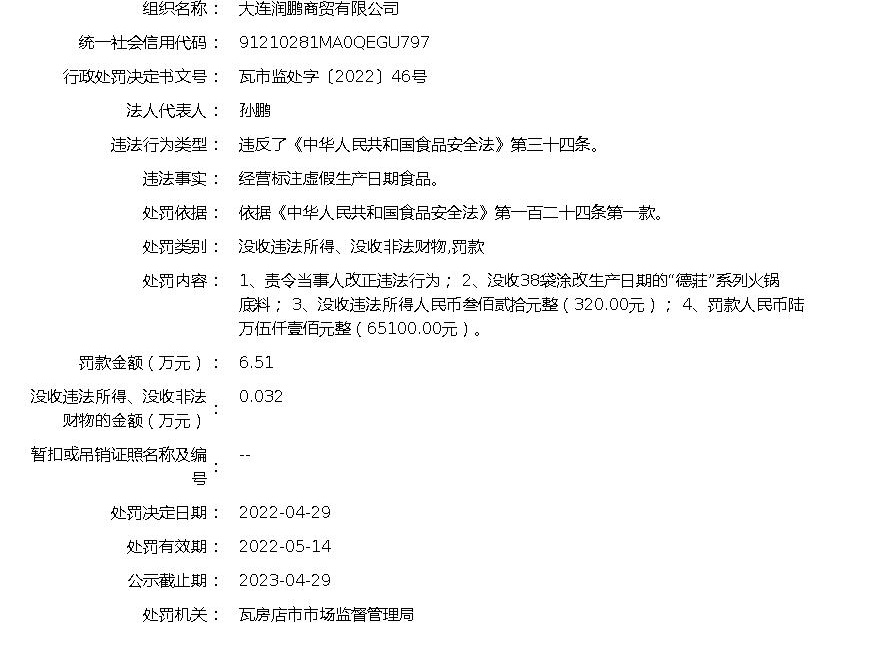 组织名称： 大连润鹏商贸有限公司
统一社会信用代码： 91210281MA0QEGU797
行政处罚决定书文号： 瓦市监处字〔2022〕46号
法人代表人： 孙鹏
违法行为类型： 违反了《中华人民共和国食品安全法》第三十四条。
违法事实： 经营标注虚假生产日期食品。
处罚依据： 依据《中华人民共和国食品安全法》第一百二十四条第一款。
处罚类别： 没收违法所得、没收非法财物,罚款
处罚内容： 1、责令当事人改正违法行为； 2、没收38袋涂改生产日期的“德莊”系列火锅
底料； 3、没收违法所得人民币叁佰贰拾元整（320.00元）； 4、罚款人民币陆
万伍仟壹佰元整（65100.00元）。
罚款金额（万元）： 6.51
没收违法所得、没收非法
财物的金额（万元）： 0.032
暂扣或吊销证照名称及编
号： --
处罚决定日期： 2022-04-29
处罚有效期： 2022-05-14
公示截止期： 2023-04-29
处罚机关： 瓦房店市市场监督管理局